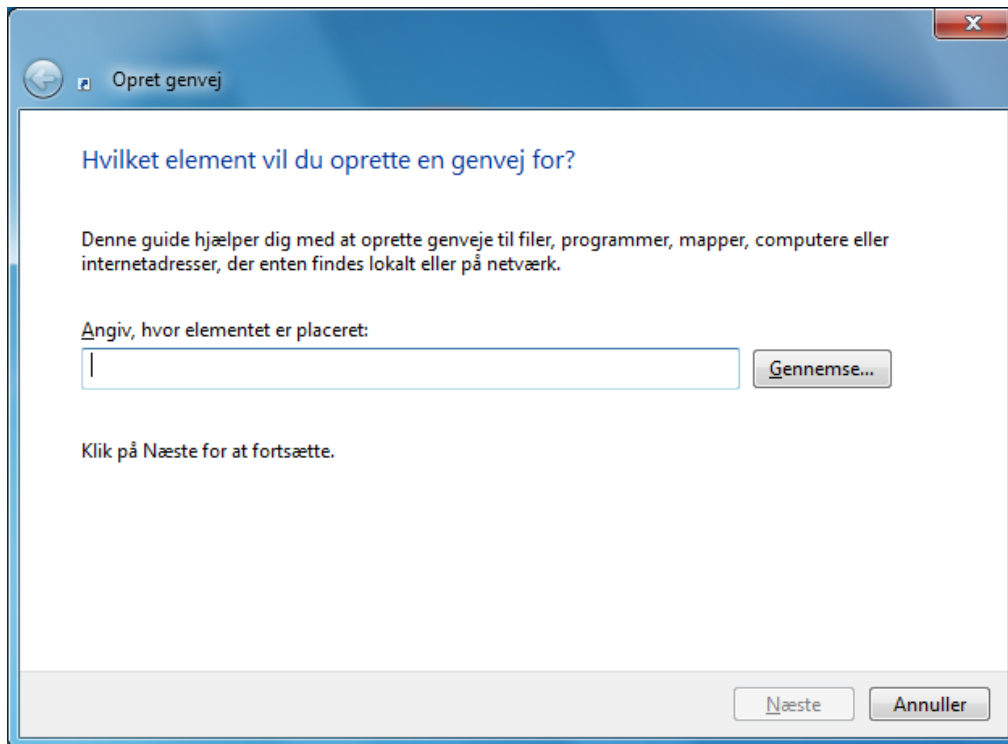 Opret genvej
Hvilket element vil du oprette en genvej for?
Denne guide hjælper dig med at oprette genveje til filer, programmer, mapper, computere eller
internetadresser, der enten findes lokalt eller på netværk.
Angiv, hvor elementet er placeret:
Gennemse...
Klik på Næste for at fortsætte.
Næste
Annuller